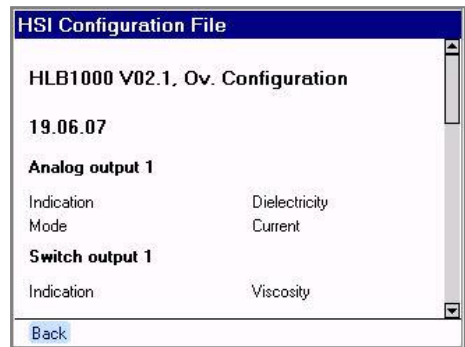 HSI Configuration File
HLB1000 V02.1, Ov. Configuration
19.06.07
Analog output 1
Indication Dielectricity
Mode Current
Switch output 1
Indication Viscosity
Back